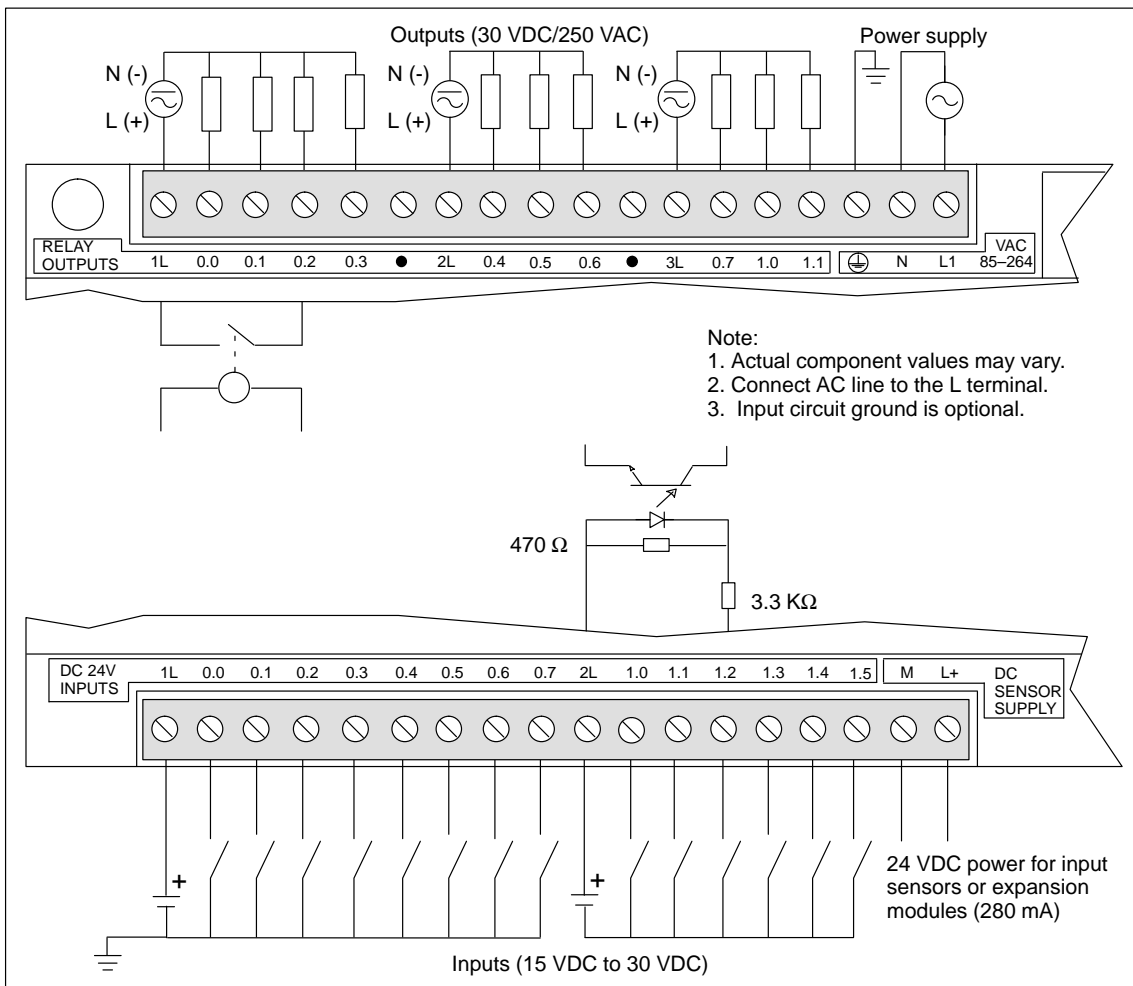 Outputs (30 VDC/250 VAC)
Power supply
N (-)
N (-)
N (-)
L (+)
L (+)
L (+)
RELAY
OUTPUTS
1L 0.0 0.1 0.2 0.3 ● 2L 0.4 0.5 0.6 ● 3L 0.7 1.0 1.1 N L1
VAC
85–264
Note:
1. Actual component values may vary.
2. Connect AC line to the L terminal.
3. Input circuit ground is optional.
470 Ω
3.3 KΩ
DC 24V
INPUTS
1L 0.0 0.1 0.2 0.3 0.4 0.5 0.6 0.7 2L 1.0 1.1 1.2 1.3 1.4 1.5 M L+
DC
SENSOR
SUPPLY
+
+
24 VDC power for input
sensors or expansion
modules (280 mA)
Inputs (15 VDC to 30 VDC)